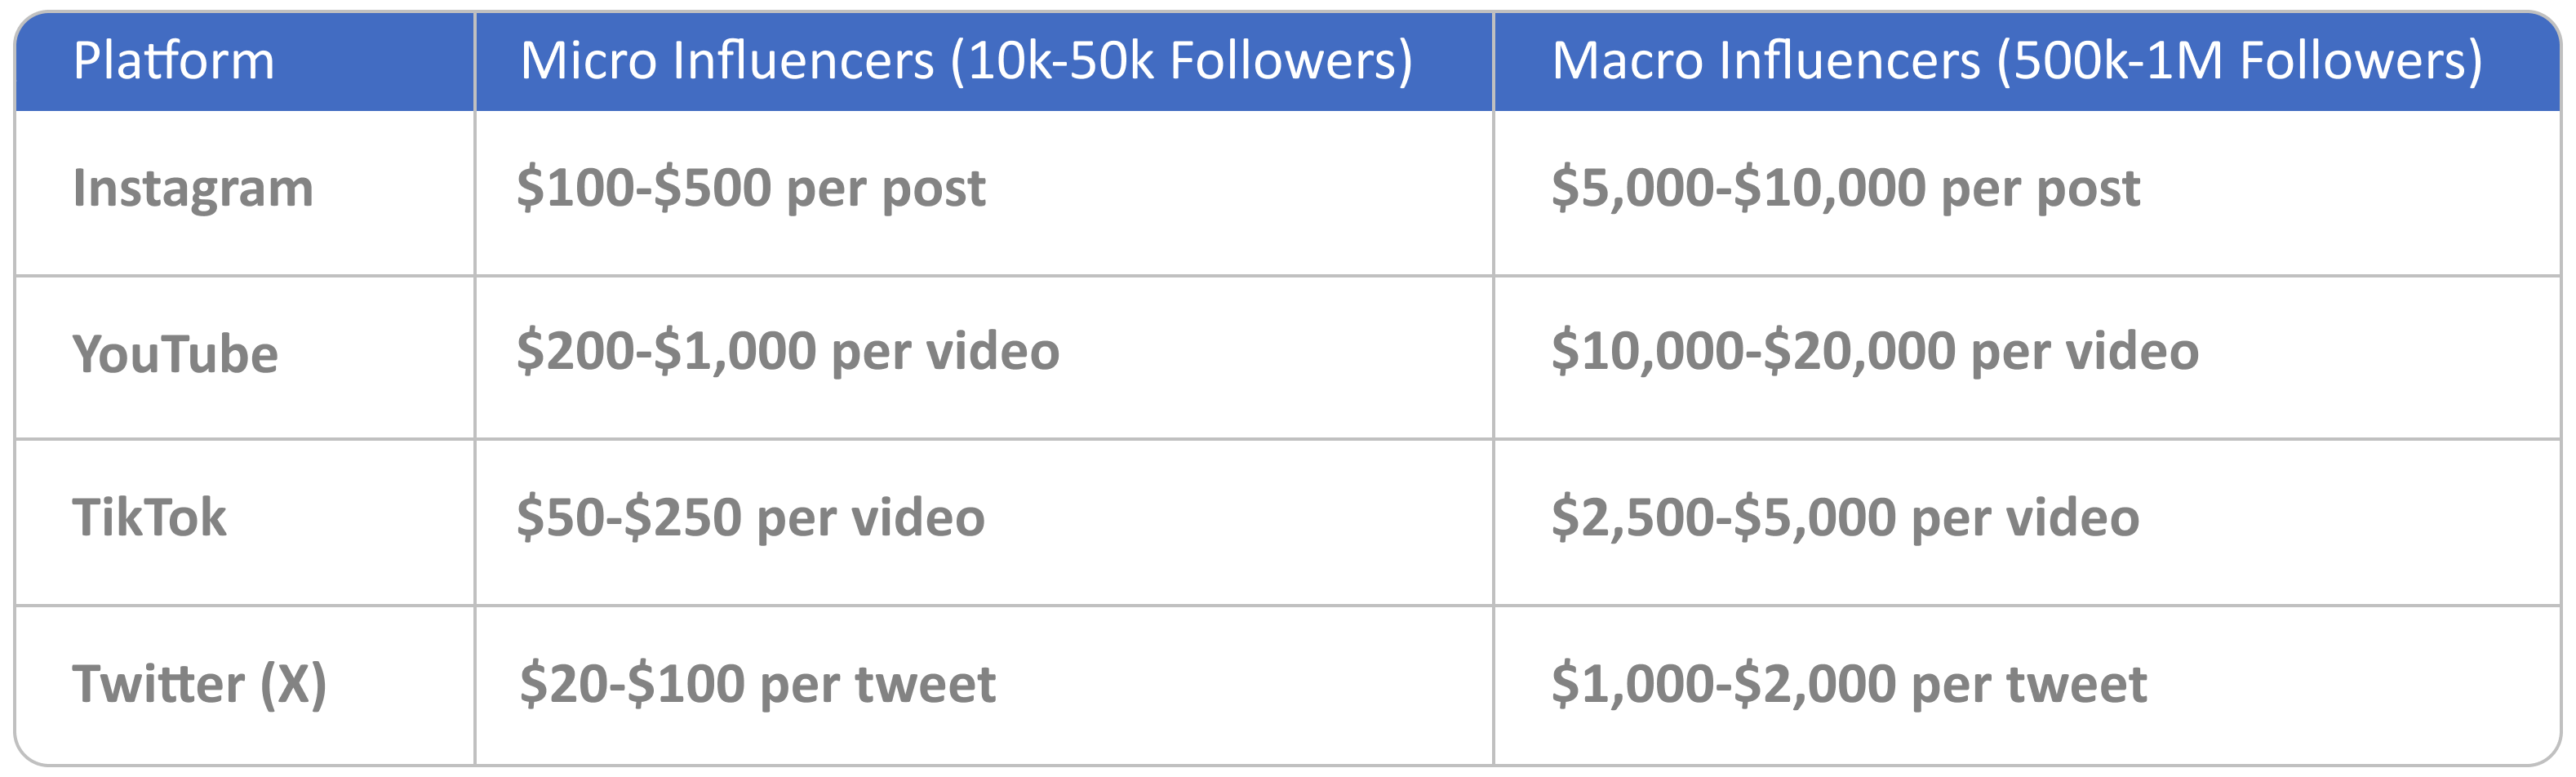 Platform Micro Influencers (10k-50k Followers) Macro Influencers (500k-1M Followers)
Instagram $100-$500 per post $5,000-$10,000 per post
YouTube $200-$1,000 per video $10,000-$20,000 per video
TikTok $50-$250 per video $2,500-$5,000 per video
Twitter (X) $20-$100 per tweet $1,000-$2,000 per tweet